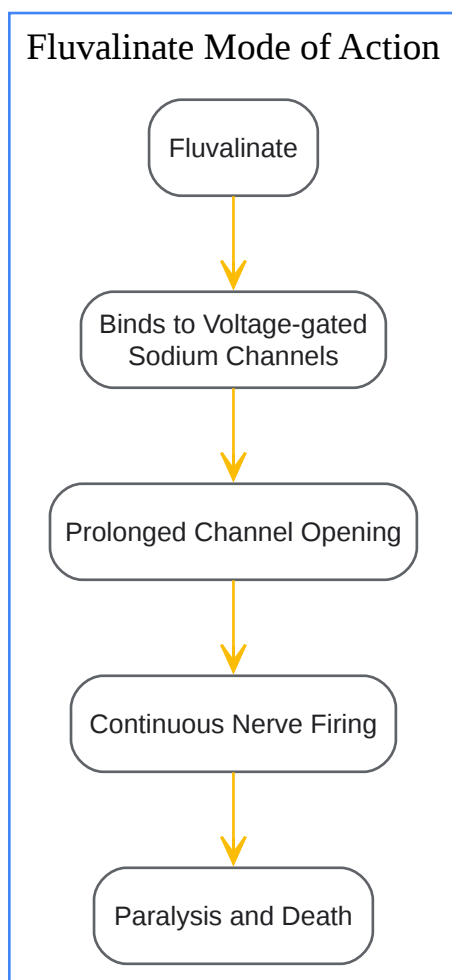 Fluvalinate Mode of Action
Fluvalinate
Binds to Voltage-gated
Sodium Channels
Prolonged Channel Opening
Continuous Nerve Firing
Paralysis and Death